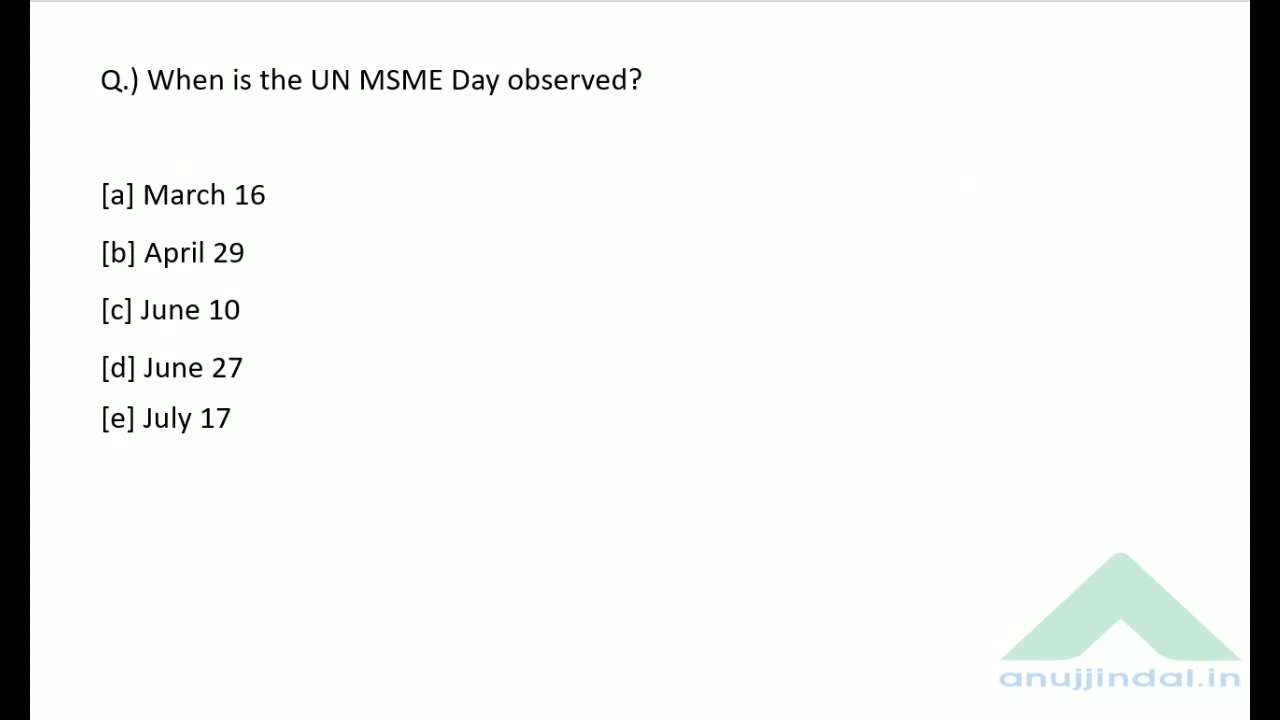 Q.) When is the UN MSME Day observed?
[a] March 16
[b] April 29
[c] June 10
[d] June 27
[e] July 17
anujjindal.in